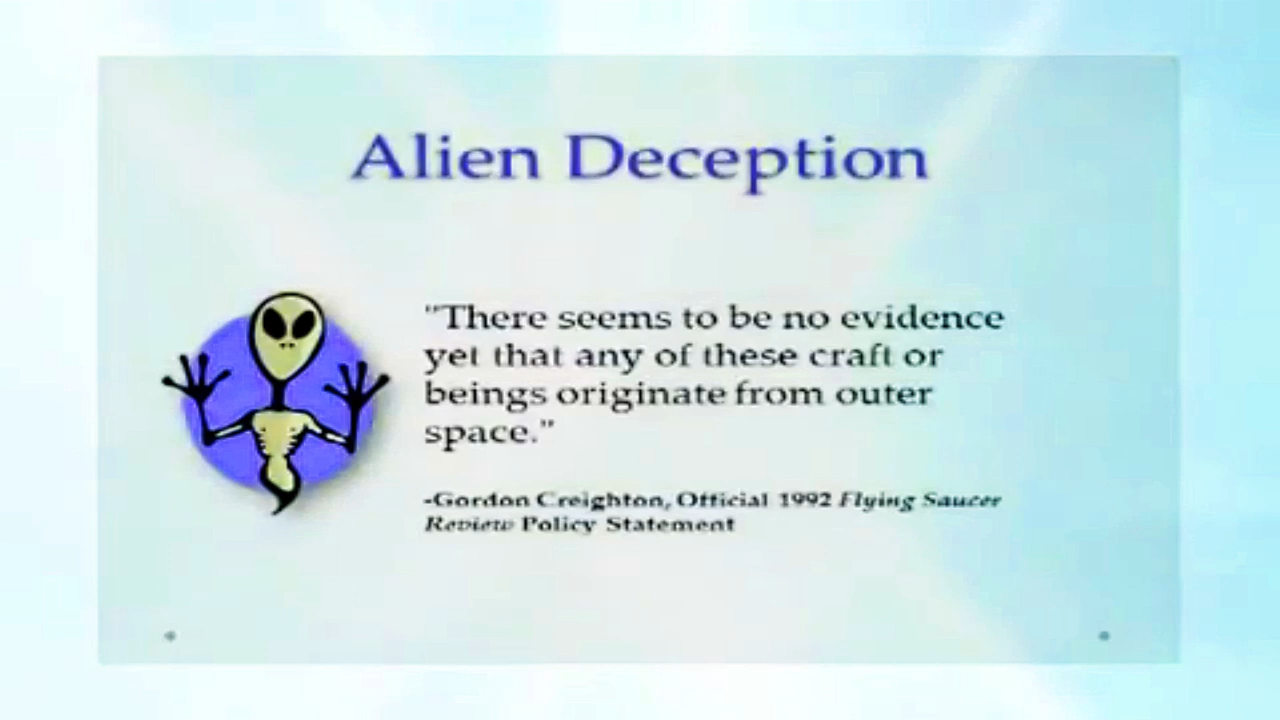 Alien Deception
"There seems to be no evidence
yet that any of these craft or
beings originate from outer
space."
-Gordon Creighton, Official 1992 Flying Saucer
Review Policy Statement